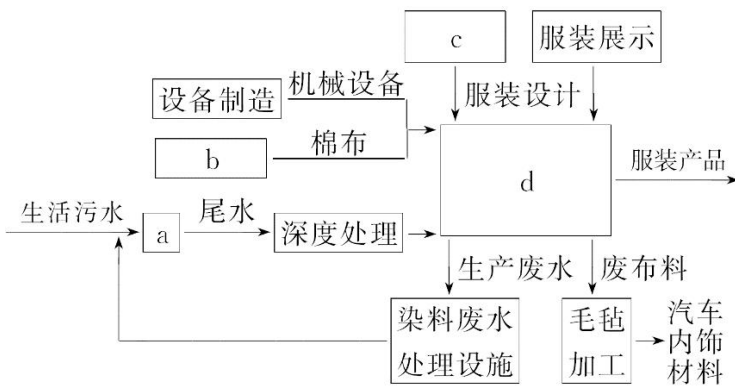 c
服装展示
机械设备
设备制造
服装设计
b
棉布
d
服装产品
生活污水
a
尾水
深度处理
生产废水
废布料
染料废水
处理设施
毛毡
加工
汽车
内饰
材料